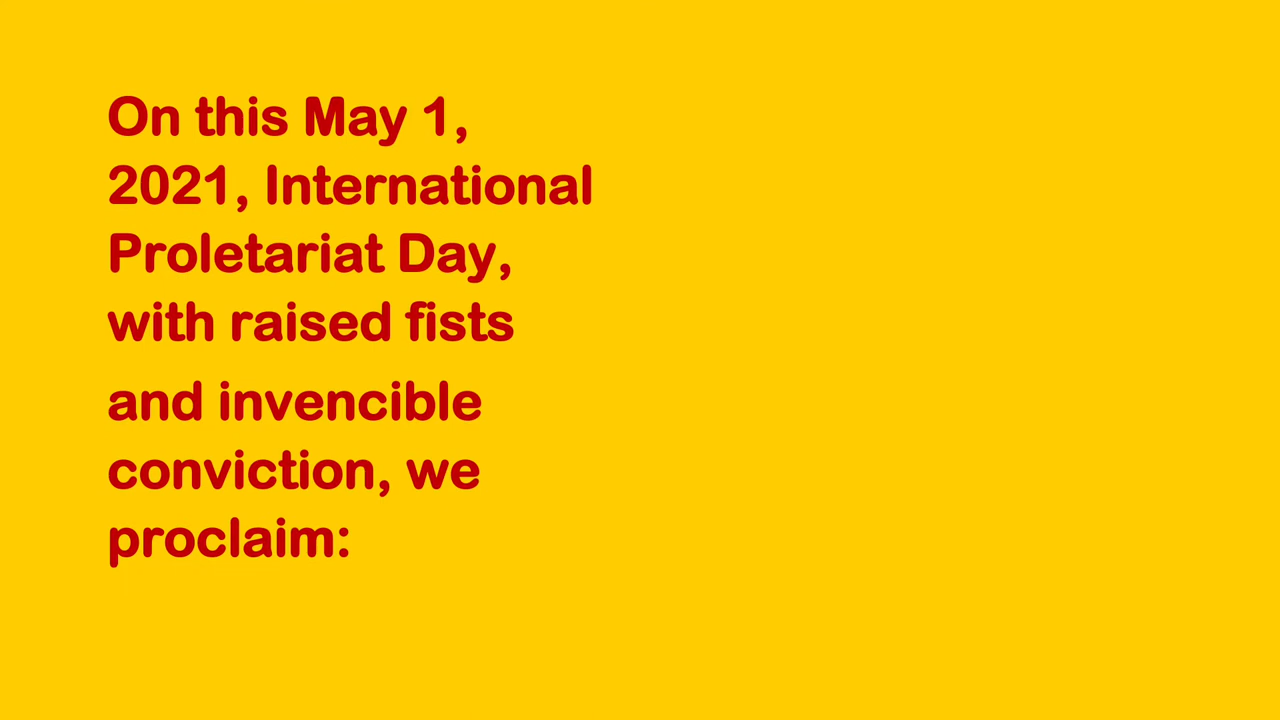 On this May 1,
2021, International
Proletariat Day,
with raised fists
and invencible
conviction, we
proclaim: